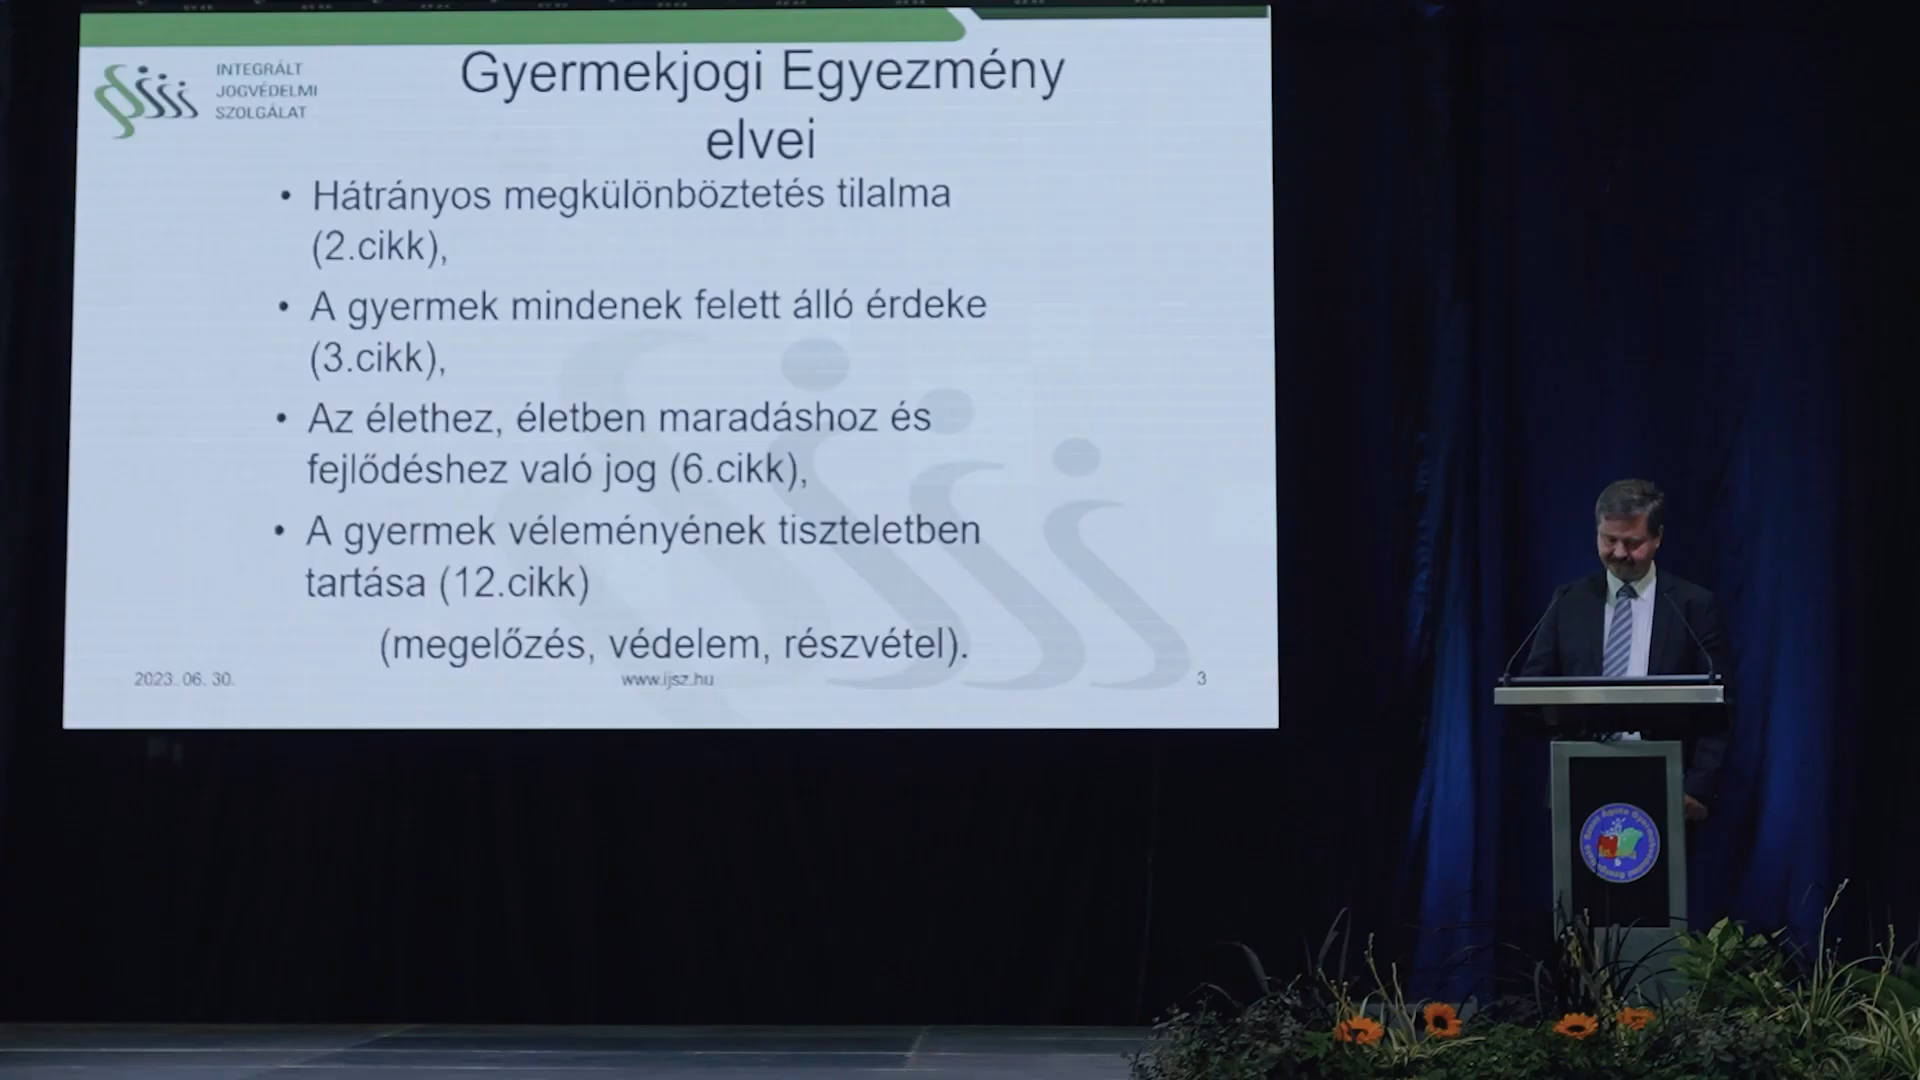 INTEGRÁLT
JOGVÉDELMI
SZOLGÁLAT
Gyermekjogi Egyezmény
elvei
• Hátrányos megkülönböztetés tilalma
(2.cikk),
• A gyermek mindenek felett álló érdeke
(3.cikk),
• Az élethez, életben maradáshoz és
fejlődéshez való jog (6.cikk),
• A gyermek véleményének tiszteletben
tartása (12.cikk)
(megelőzés, védelem, részvétel).
2023. 06. 30.
www.ijsz.hu
3